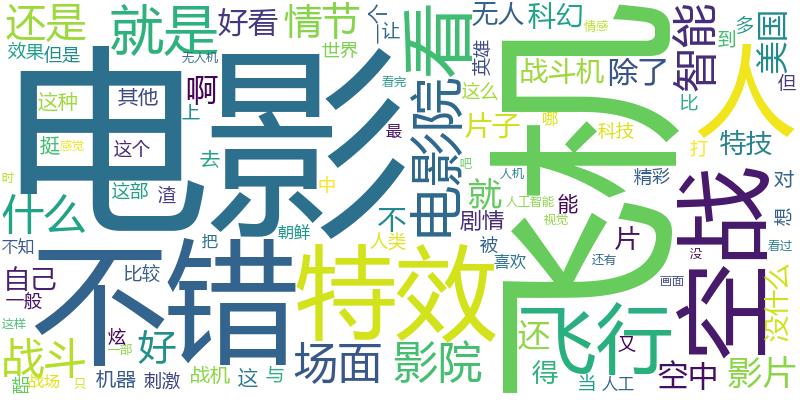 还是
就是
好看
情节
个
让
看
无人
科幻
情感
到
多
美国
智能
效果
但是
无人机
世界
看完
英雄
战斗机
除了
人
但
这种
其他
啊
上
电影
电影院
这么
片子
哪
科技
比
打
特技
飞机
挺
感觉
这个
最
去
吧
这部
渣
中
就
人机
精彩
能
人工智能
对
时
什么
不
朝鲜
剧情
视觉
片
空战
想
不知
不错
把
人类
被
喜欢
还有
没
看过
特效
自己
一般
比较
画面
没什么
这样
炫
一部
好
飞行
还
又
战斗
场面
影院
得
空中
影片
战场
只
机器
刺激
战机
这
与
当
人工